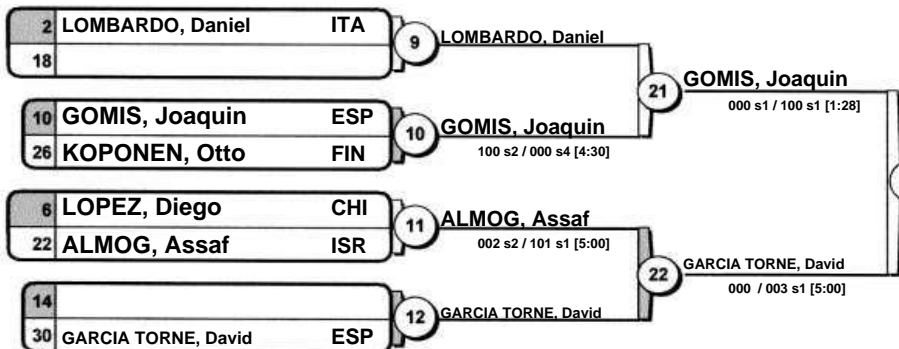 2 LOMBARDO, Daniel ITA
18
9
LOMBARDO, Daniel
10 GOMIS, Joaquin ESP
26 KOPONEN, Otto FIN
10
GOMIS, Joaquin
100 s2 / 000 s4 [4:30]
21
GOMIS, Joaquin
000 s1 / 100 s1 [1:28]
6 LOPEZ, Diego CHI
22 ALMOG, Assaf ISR
11
ALMOG, Assaf
002 s2 / 101 s1 [5:00]
14
30 GARCIA TORNE, David ESP
12
GARCIA TORNE, David
22
GARCIA TORNE, David
000 / 003 s1 [5:00]